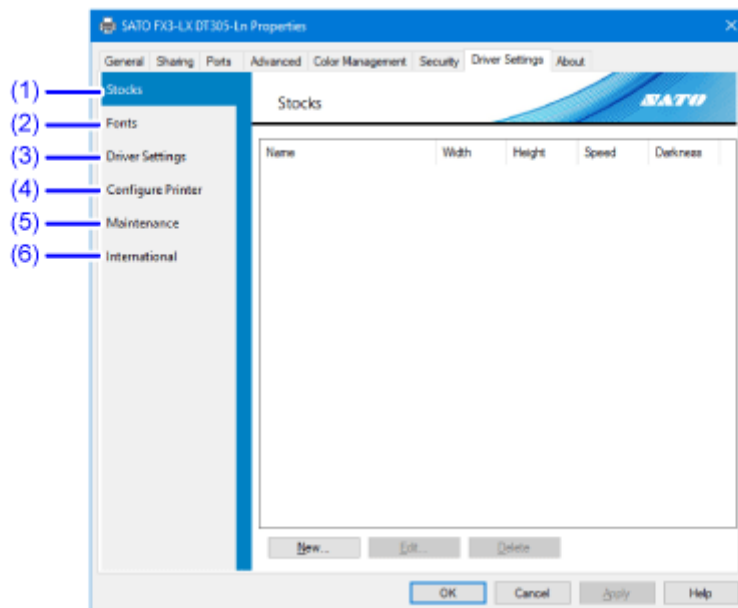 SATO FX3-LX DT305-Ln Properties
General Sharing Ports Advanced Color Management Security Driver Settings About
(1) Stocks
Stocks
SATO
(2) Fonts
Name Width Height Speed Darkness
(3) Driver Settings
(4) Configure Printer
(5) Maintenance
(6) International
New... Edit... Delete
OK Cancel Apply Help